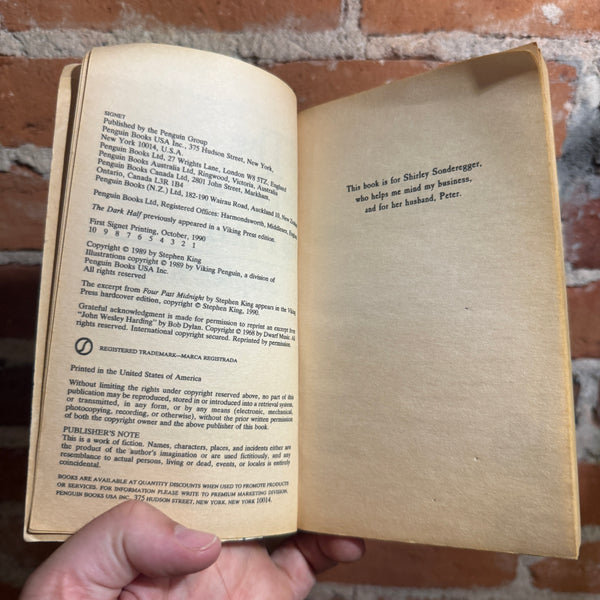 SIGNET
Published by the Penguin Group
Penguin Books USA Inc., 375 Hudson Street, New York,
New York 10014, U.S.A.
Penguin Books Ltd, 27 Wrights Lane, London W8 5TZ, England
Penguin Books Australia Ltd, Ringwood, Victoria, Australia
Penguin Books Canada Ltd, 2801 John Street, Markham,
Ontario, Canada L3R 1B4
Penguin Books (N.Z.) Ltd, 182-190 Wairau Road, Auckland 10, New Zealand
Penguin Books Ltd, Registered Offices: Harmondsworth, Middlesex, England
The Dark Half previously appeared in a Viking Press edition.
First Signet Printing, October, 1990
10 9 8 7 6 5 4 3 2 1
Copyright © 1989 by Stephen King
Illustrations copyright © 1989 by Viking Penguin, a division of
Penguin Books USA Inc.
All rights reserved
The excerpt from Four Past Midnight by Stephen King appears in the Viking
Press hardcover edition, copyright © Stephen King, 1990.
Grateful acknowledgment is made for permission to reprint an excerpt from
"John Wesley Harding" by Bob Dylan. Copyright © 1968 by Dwarf Music. All
rights reserved. International copyright secured. Reprinted by permission.
REGISTERED TRADEMARK—MARCA REGISTRADA
Printed in the United States of America
Without limiting the rights under copyright reserved above, no part of this
publication may be reproduced, stored in or introduced into a retrieval system,
or transmitted, in any form, or by any means (electronic, mechanical,
photocopying, recording, or otherwise), without the prior written permission
of both the copyright owner and the above publisher of this book.
PUBLISHER'S NOTE
This is a work of fiction. Names, characters, places, and incidents either are
the product of the author's imagination or are used fictitiously, and any
resemblance to actual persons, living or dead, events, or locales is entirely
coincidental.
BOOKS ARE AVAILABLE AT QUANTITY DISCOUNTS WHEN USED TO PROMOTE PRODUCTS
OR SERVICES. FOR INFORMATION PLEASE WRITE TO PREMIUM MARKETING DIVISION,
PENGUIN BOOKS USA INC. 375 HUDSON STREET, NEW YORK, NEW YORK 10014.
This book is for Shirley Sonderegger,
who helps me mind my business,
and for her husband, Peter.